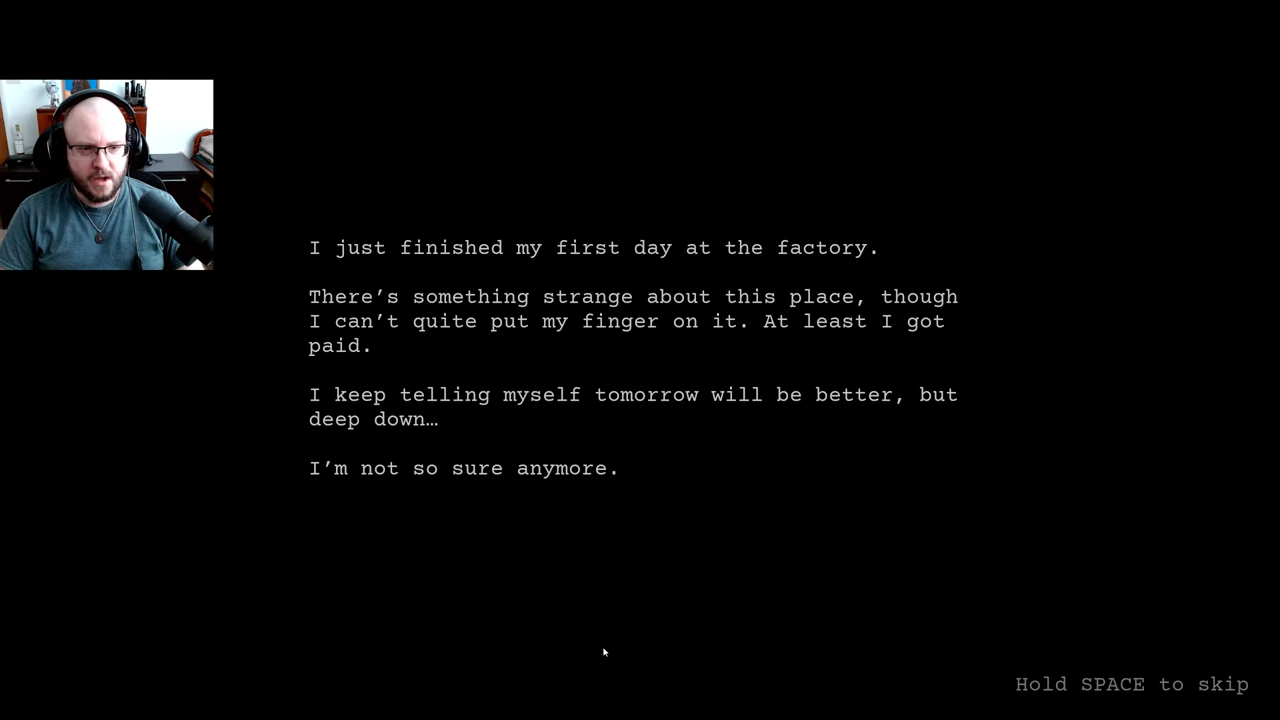 I just finished my first day at the factory.
There’s something strange about this place, though
I can’t quite put my finger on it. At least I got
paid.
I keep telling myself tomorrow will be better, but
deep down…
I’m not so sure anymore.
Hold SPACE to skip